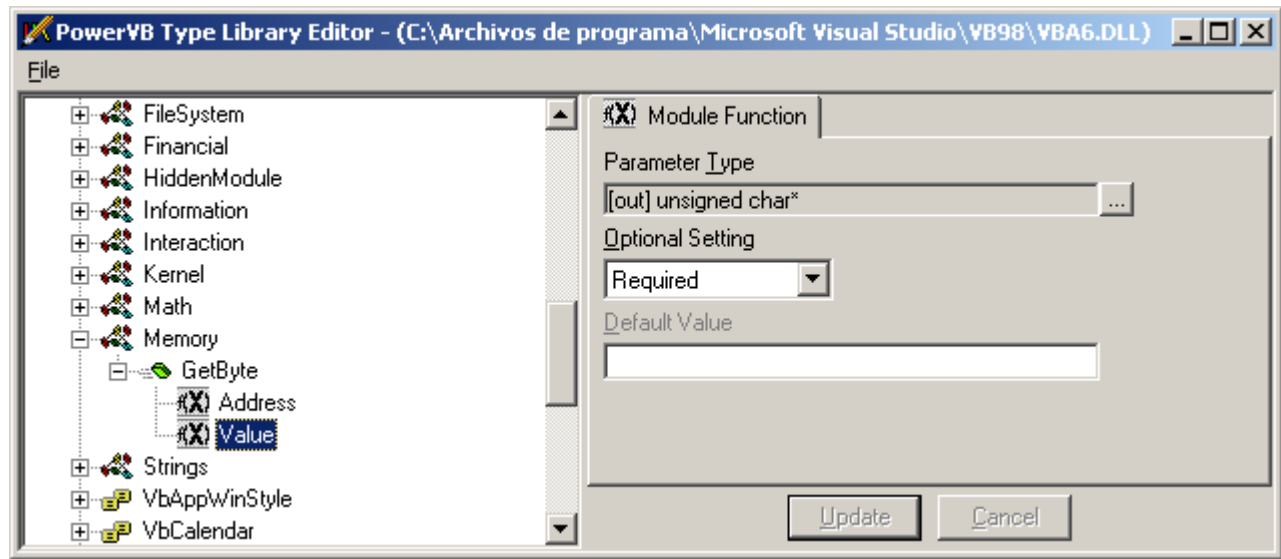 PowerVB Type Library Editor - (C:\Archivos de programa\Microsoft Visual Studio\VB98\VBA6.DLL)
File
FileSystem
Financial
HiddenModule
Information
Interaction
Kernel
Math
Memory
GetByte
f(X) Address
f(X) Value
Strings
VbAppWinStyle
VbCalendar
f(X) Module Function
Parameter Type
[out] unsigned char*
...
Optional Setting
Required
Default Value
Update
Cancel